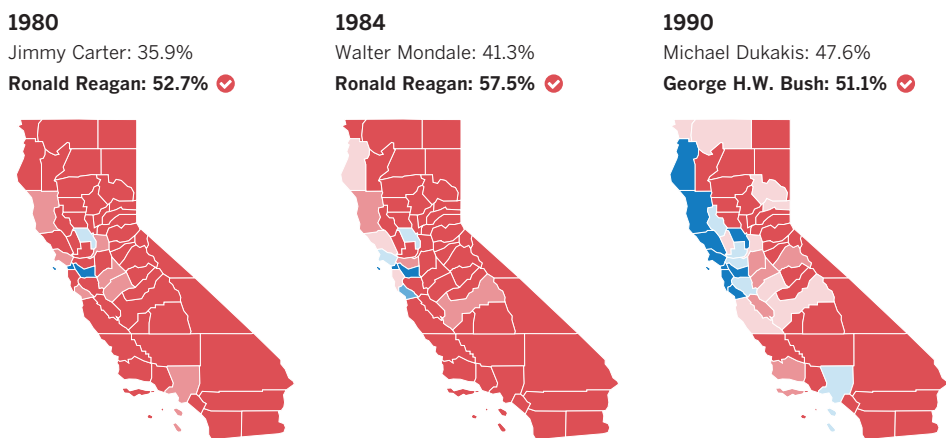 1980
Jimmy Carter: 35.9%
Ronald Reagan: 52.7%
1984
Walter Mondale: 41.3%
Ronald Reagan: 57.5%
1990
Michael Dukakis: 47.6%
George H.W. Bush: 51.1%